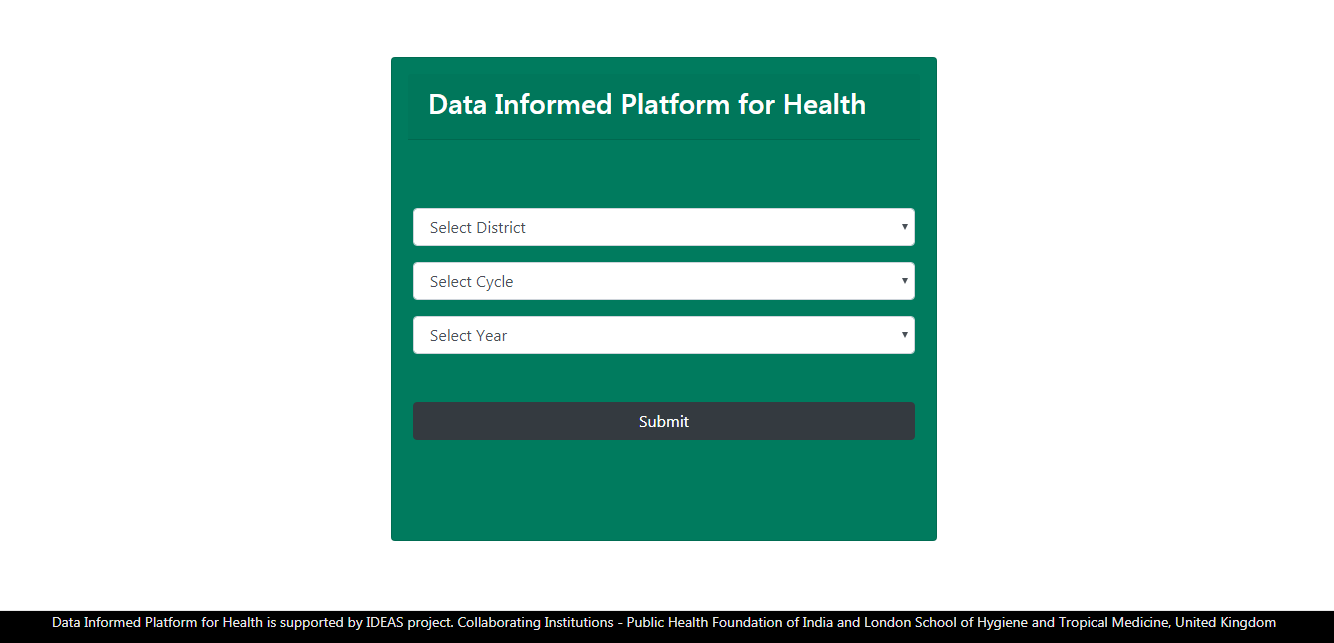 Data Informed Platform for Health
Select District
Select Cycle
Select Year
Submit
Data Informed Platform for Health is supported by IDEAS project. Collaborating Institutions - Public Health Foundation of India and London School of Hygiene and Tropical Medicine, United Kingdom